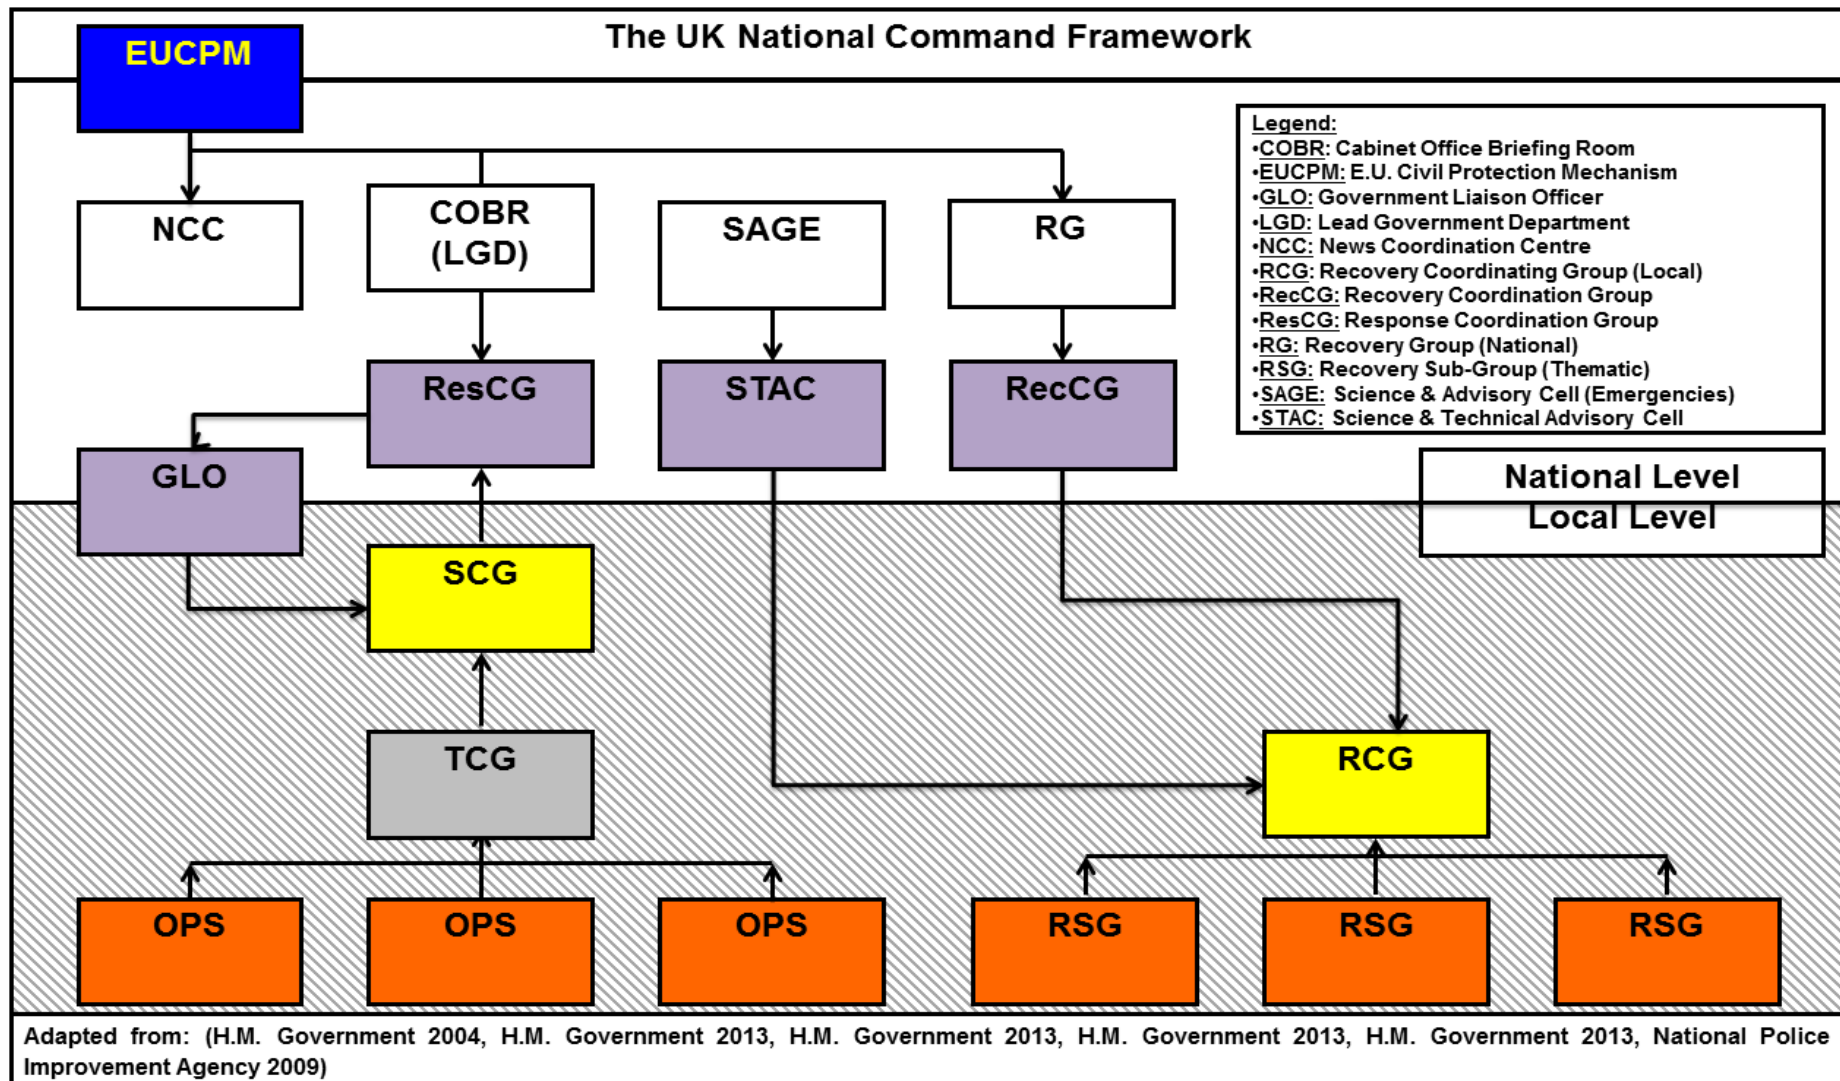 The UK National Command Framework
EUCPM
Legend:
•COBR: Cabinet Office Briefing Room
•EUCPM: E.U. Civil Protection Mechanism
•GLO: Government Liaison Officer
•LGD: Lead Government Department
•NCC: News Coordination Centre
•RCG: Recovery Coordinating Group (Local)
•RecCG: Recovery Coordination Group
•ResCG: Response Coordination Group
•RG: Recovery Group (National)
•RSG: Recovery Sub-Group (Thematic)
•SAGE: Science & Advisory Cell (Emergencies)
•STAC: Science & Technical Advisory Cell
NCC
COBR
(LGD)
SAGE
RG
ResCG
STAC
RecCG
GLO
National Level
Local Level
SCG
TCG
RCG
OPS
OPS
OPS
RSG
RSG
RSG
Adapted from: (H.M. Government 2004, H.M. Government 2013, H.M. Government 2013, H.M. Government 2013, H.M. Government 2013, National Police
Improvement Agency 2009)